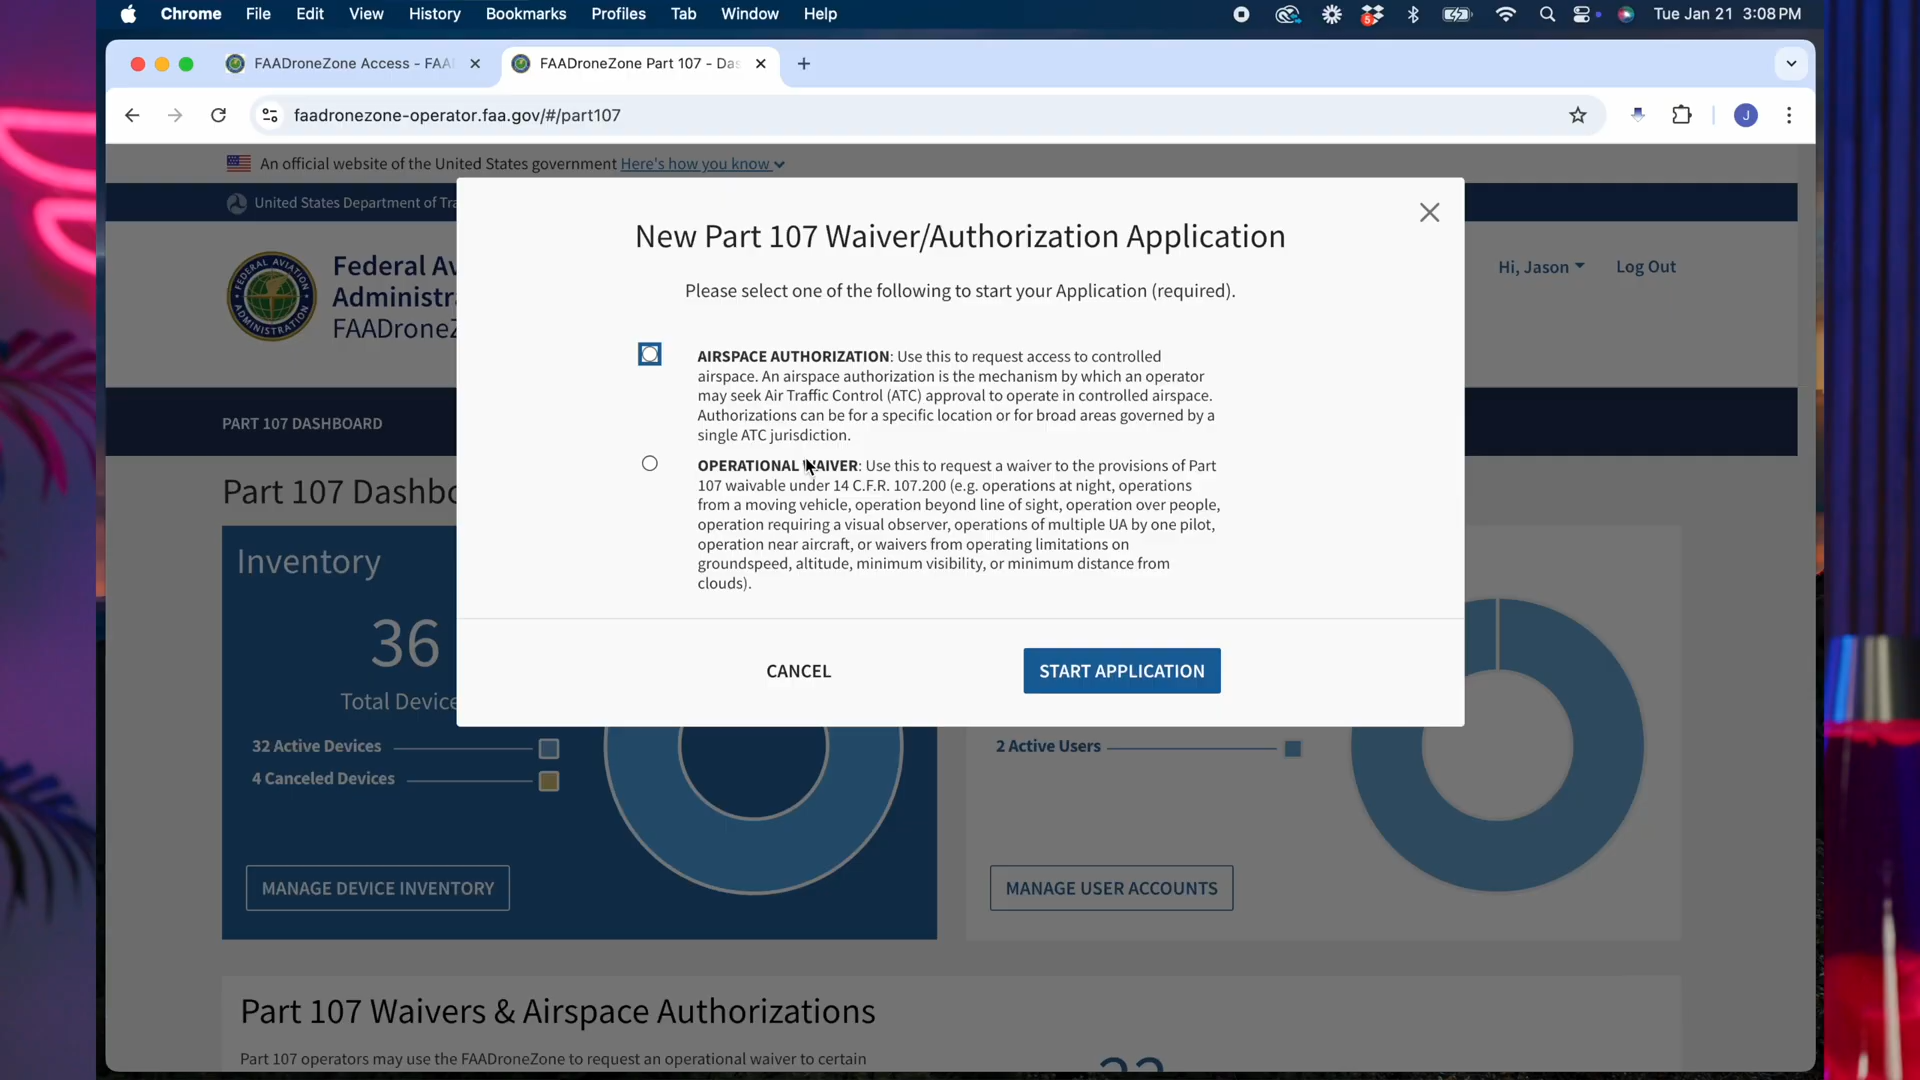 Chrome File Edit View History Bookmarks Profiles Tab Window Help
5
Tue Jan 21 3:08 PM
FAADroneZone Access - FAA
FAADroneZone Part 107 - Das
faadronezone-operator.faa.gov/#/part107
J
An official website of the United States government Here's how you know
United States Department of Tra
New Part 107 Waiver/Authorization Application
Please select one of the following to start your Application (required).
Federal Av
Administra
FAADroneZ
Hi, Jason
Log Out
AIRSPACE AUTHORIZATION: Use this to request access to controlled
airspace. An airspace authorization is the mechanism by which an operator
may seek Air Traffic Control (ATC) approval to operate in controlled airspace.
Authorizations can be for a specific location or for broad areas governed by a
single ATC jurisdiction.
PART 107 DASHBOARD
OPERATIONAL WAIVER: Use this to request a waiver to the provisions of Part
107 waivable under 14 C.F.R. 107.200 (e.g. operations at night, operations
from a moving vehicle, operation beyond line of sight, operation over people,
operation requiring a visual observer, operations of multiple UA by one pilot,
operation near aircraft, or waivers from operating limitations on
groundspeed, altitude, minimum visibility, or minimum distance from
clouds).
Part 107 Dashbo
CANCEL
START APPLICATION
Inventory
36
Total Device
32 Active Devices
4 Canceled Devices
MANAGE DEVICE INVENTORY
2 Active Users
MANAGE USER ACCOUNTS
Part 107 Waivers & Airspace Authorizations
Part 107 operators may use the FAADroneZone to request an operational waiver to certain